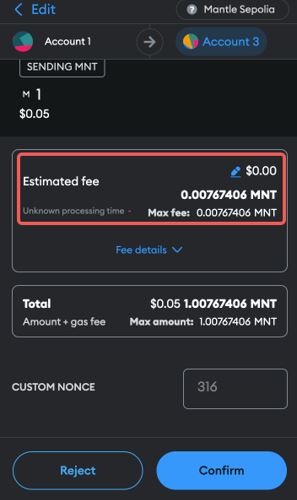 Edit
? Mantle Sepolia
Account 1
Account 3
SENDING MNT
M 1
$0.05
Estimated fee
$0.00
0.00767406 MNT
Unknown processing time - Max fee: 0.00767406 MNT
Fee details
Total $0.05 1.00767406 MNT
Amount + gas fee Max amount: 1.00767406 MNT
CUSTOM NONCE
316
Reject
Confirm